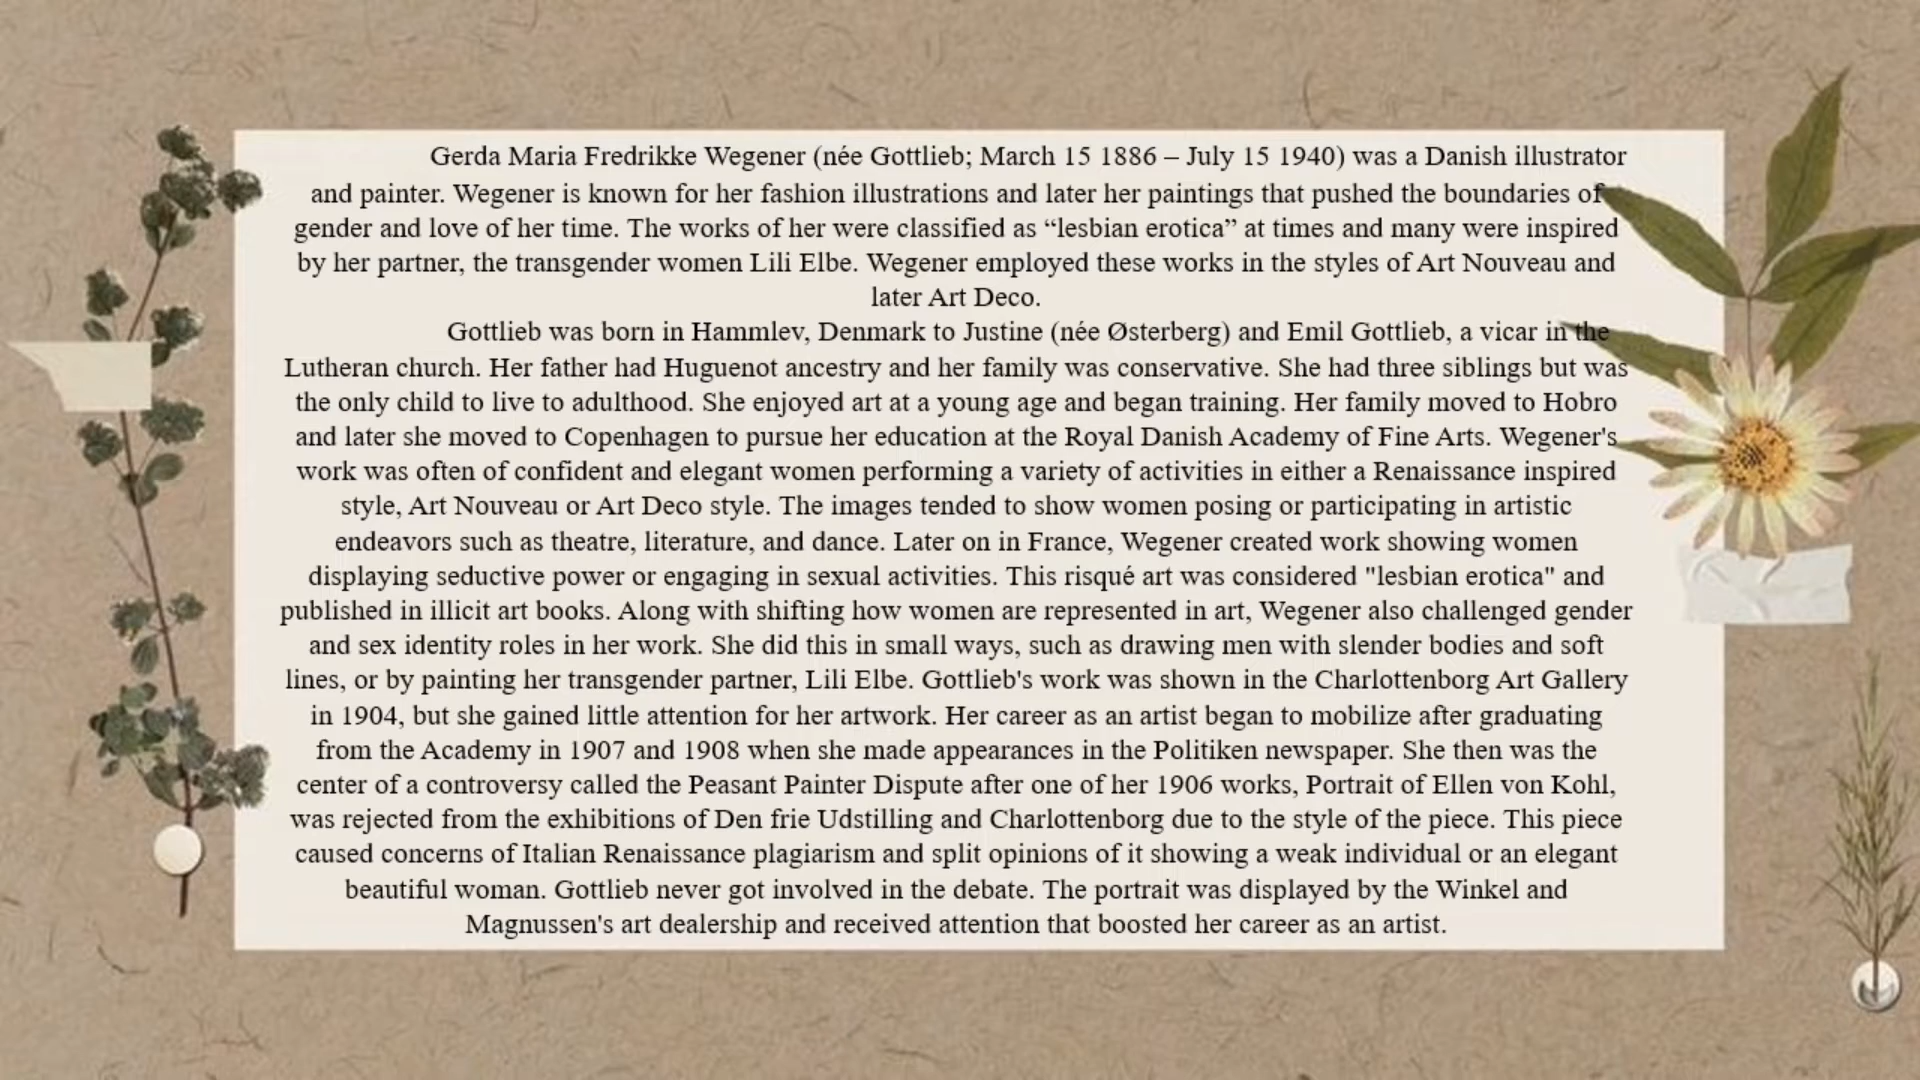 Gerda Maria Fredrikke Wegener (née Gottlieb; March 15 1886 – July 15 1940) was a Danish illustrator
and painter. Wegener is known for her fashion illustrations and later her paintings that pushed the boundaries of
gender and love of her time. The works of her were classified as “lesbian erotica” at times and many were inspired
by her partner, the transgender women Lili Elbe. Wegener employed these works in the styles of Art Nouveau and
later Art Deco.
Gottlieb was born in Hammlev, Denmark to Justine (née Østerberg) and Emil Gottlieb, a vicar in the
Lutheran church. Her father had Huguenot ancestry and her family was conservative. She had three siblings but was
the only child to live to adulthood. She enjoyed art at a young age and began training. Her family moved to Hobro
and later she moved to Copenhagen to pursue her education at the Royal Danish Academy of Fine Arts. Wegener's
work was often of confident and elegant women performing a variety of activities in either a Renaissance inspired
style, Art Nouveau or Art Deco style. The images tended to show women posing or participating in artistic
endeavors such as theatre, literature, and dance. Later on in France, Wegener created work showing women
displaying seductive power or engaging in sexual activities. This risqué art was considered "lesbian erotica" and
published in illicit art books. Along with shifting how women are represented in art, Wegener also challenged gender
and sex identity roles in her work. She did this in small ways, such as drawing men with slender bodies and soft
lines, or by painting her transgender partner, Lili Elbe. Gottlieb's work was shown in the Charlottenborg Art Gallery
in 1904, but she gained little attention for her artwork. Her career as an artist began to mobilize after graduating
from the Academy in 1907 and 1908 when she made appearances in the Politiken newspaper. She then was the
center of a controversy called the Peasant Painter Dispute after one of her 1906 works, Portrait of Ellen von Kohl,
was rejected from the exhibitions of Den frie Udstilling and Charlottenborg due to the style of the piece. This piece
caused concerns of Italian Renaissance plagiarism and split opinions of it showing a weak individual or an elegant
beautiful woman. Gottlieb never got involved in the debate. The portrait was displayed by the Winkel and
Magnussen's art dealership and received attention that boosted her career as an artist.